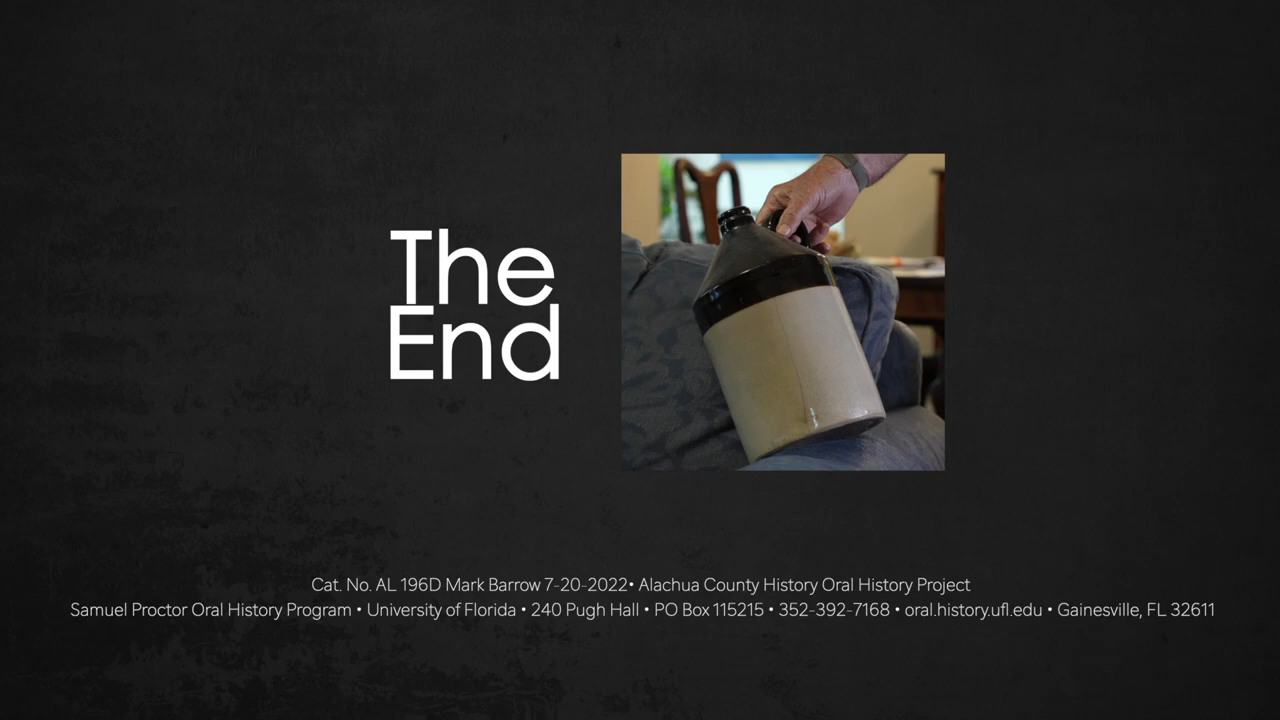 The
End
Cat. No. AL 196D Mark Barrow 7-20-2022• Alachua County History Oral History Project
Samuel Proctor Oral History Program • University of Florida • 240 Pugh Hall • PO Box 115215 • 352-392-7168 • oral.history.ufl.edu • Gainesville, FL 32611